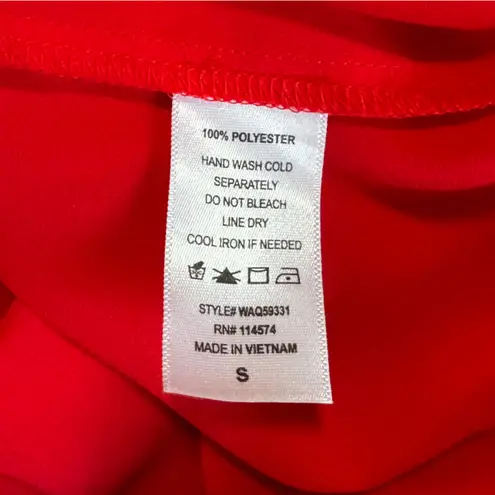 100% POLYESTER
HAND WASH COLD
SEPARATELY
DO NOT BLEACH
LINE DRY
COOL IRON IF NEEDED
STYLE# WAQ59331
RN# 114574
MADE IN VIETNAM
S